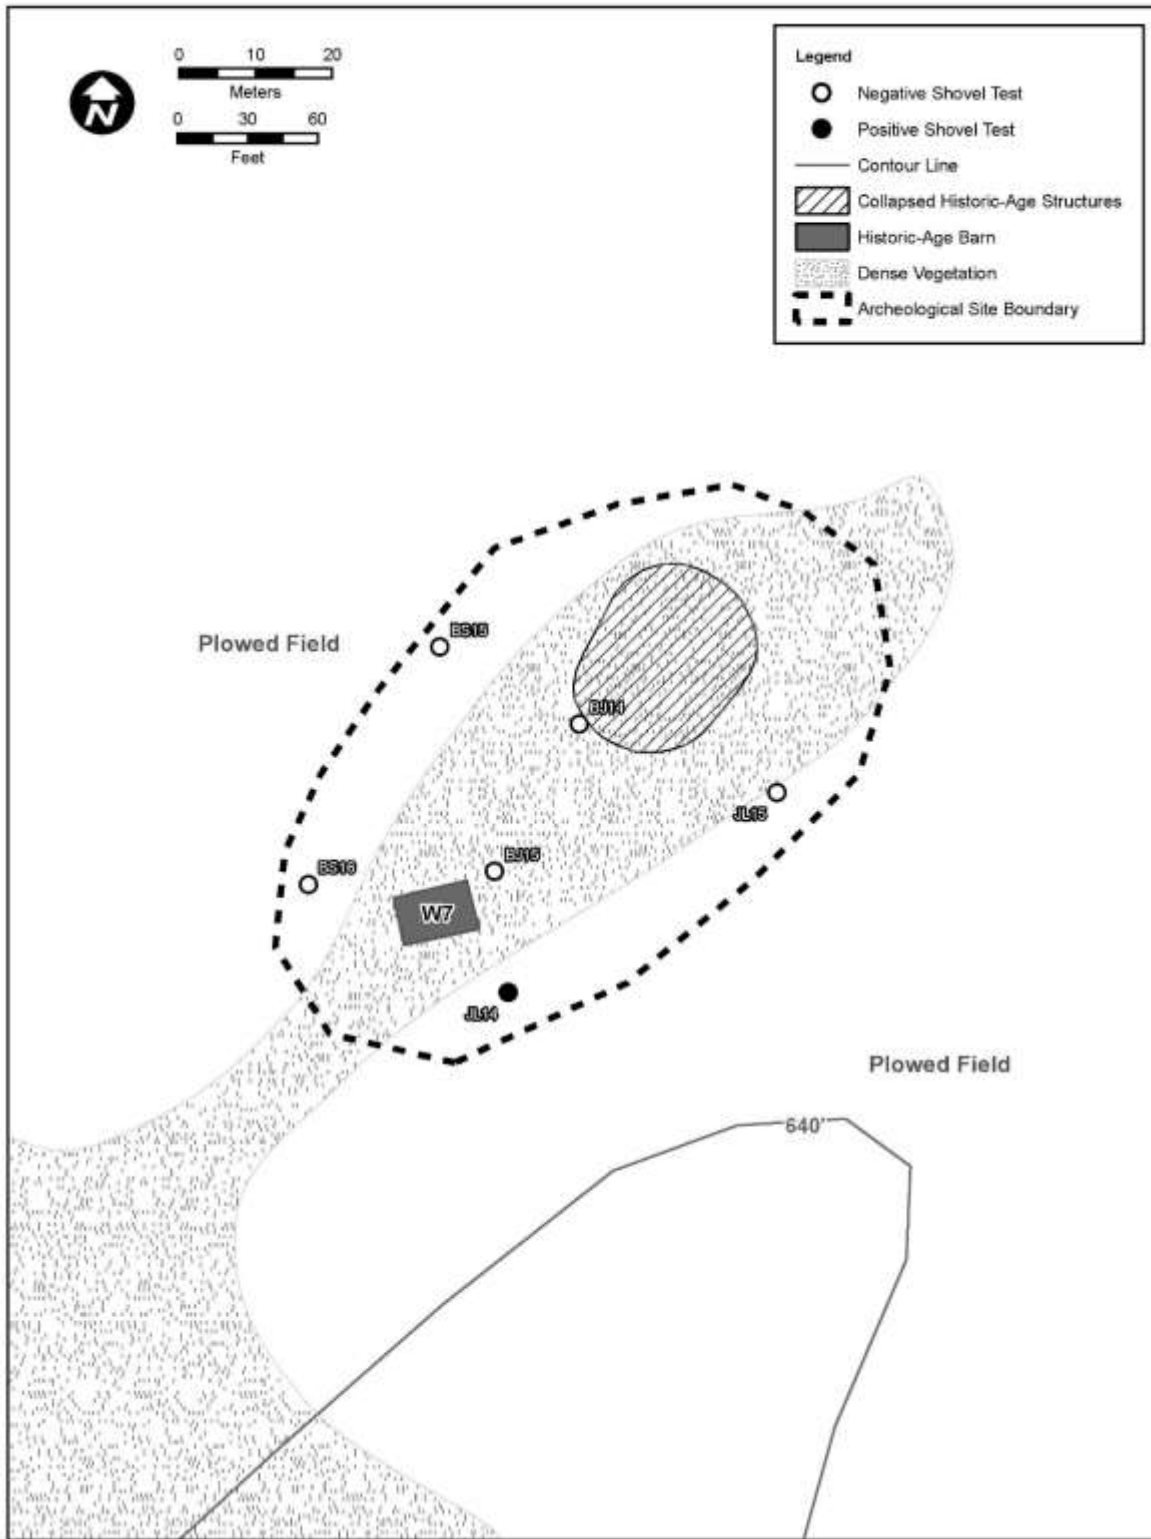 0 10 20
Meters
0 30 60
Feet
N
Legend
Negative Shovel Test
Positive Shovel Test
Contour Line
Collapsed Historic-Age Structures
Historic-Age Barn
Dense Vegetation
Archeological Site Boundary
Plowed Field
BS15
BJ14
JL15
BS16
BJ15
W7
JL14
Plowed Field
640'